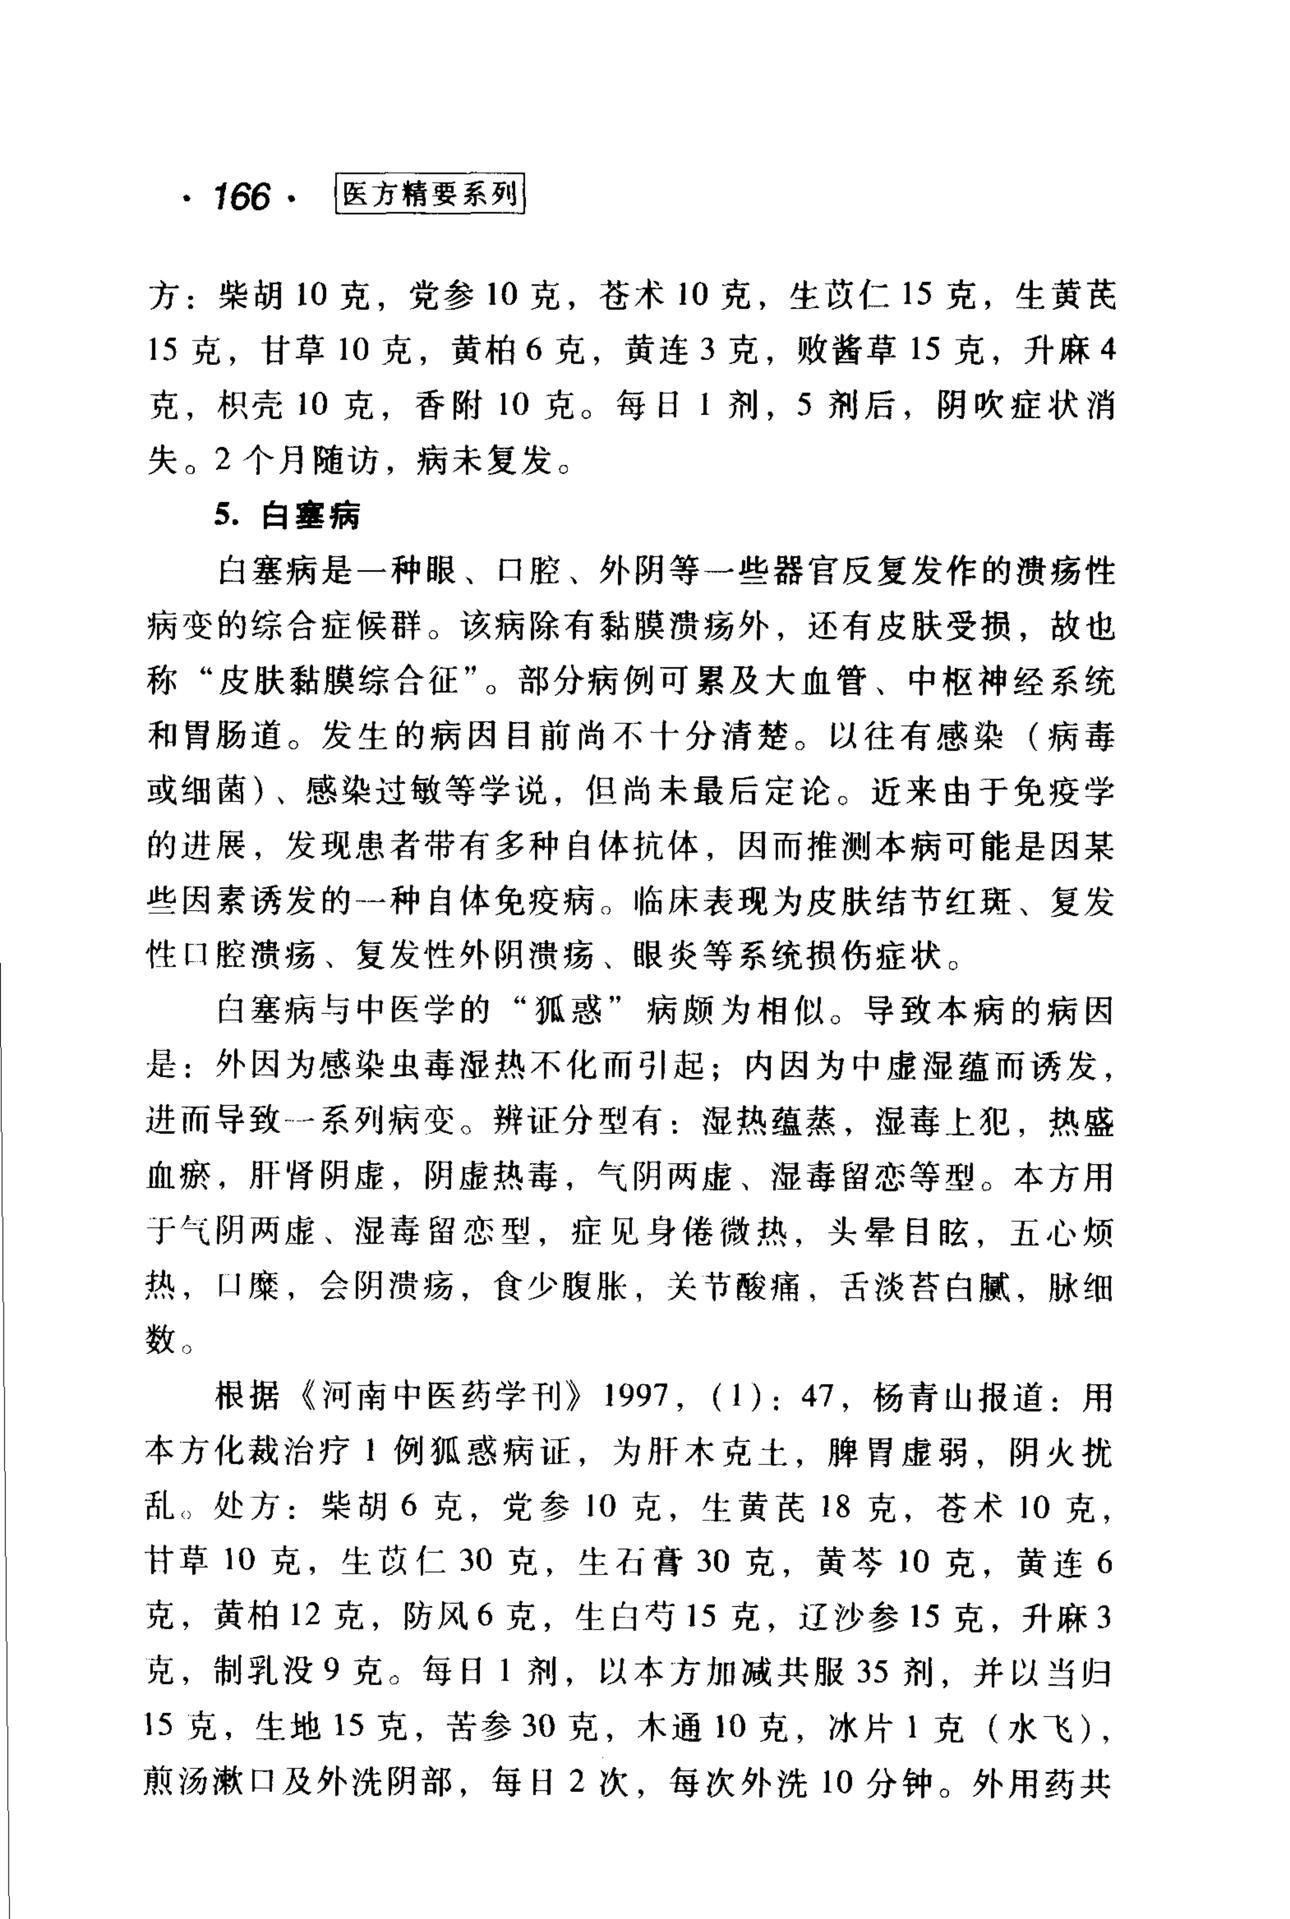 · 166 · 医方精要系列
方：柴胡 10 克，党参 10 克，苍术 10 克，生苡仁 15 克，生黄芪
15 克，甘草 10 克，黄柏 6 克，黄连 3 克，败酱草 15 克，升麻 4
克，枳壳 10 克，香附 10 克。每日 1 剂，5 剂后，阴吹症状消
失。2 个月随访，病未复发。
5. 白塞病
白塞病是一种眼、口腔、外阴等一些器官反复发作的溃疡性
病变的综合症候群。该病除有黏膜溃疡外，还有皮肤受损，故也
称“皮肤黏膜综合征”。部分病例可累及大血管、中枢神经系统
和胃肠道。发生的病因目前尚不十分清楚。以往有感染（病毒
或细菌）、感染过敏等学说，但尚未最后定论。近来由于免疫学
的进展，发现患者带有多种自体抗体，因而推测本病可能是因某
些因素诱发的一种自体免疫病。临床表现为皮肤结节红斑、复发
性口腔溃疡、复发性外阴溃疡、眼炎等系统损伤症状。
白塞病与中医学的“狐惑”病颇为相似。导致本病的病因
是：外因为感染虫毒湿热不化而引起；内因为中虚湿蕴而诱发，
进而导致一系列病变。辨证分型有：湿热蕴蒸，湿毒上犯，热盛
血瘀，肝肾阴虚，阴虚热毒，气阴两虚、湿毒留恋等型。本方用
于气阴两虚、湿毒留恋型，症见身倦微热，头晕目眩，五心烦
热，口糜，会阴溃疡，食少腹胀，关节酸痛，舌淡苔白腻，脉细
数。
根据《河南中医药学刊》1997，（1）：47，杨青山报道：用
本方化裁治疗 1 例狐惑病证，为肝木克土，脾胃虚弱，阴火扰
乱。处方：柴胡 6 克，党参 10 克，生黄芪 18 克，苍术 10 克，
甘草 10 克，生苡仁 30 克，生石膏 30 克，黄芩 10 克，黄连 6
克，黄柏 12 克，防风 6 克，生白芍 15 克，辽沙参 15 克，升麻 3
克，制乳没 9 克。每日 1 剂，以本方加减共服 35 剂，并以当归
15 克，生地 15 克，苦参 30 克，木通 10 克，冰片 1 克（水飞），
煎汤漱口及外洗阴部，每日 2 次，每次外洗 10 分钟。外用药共